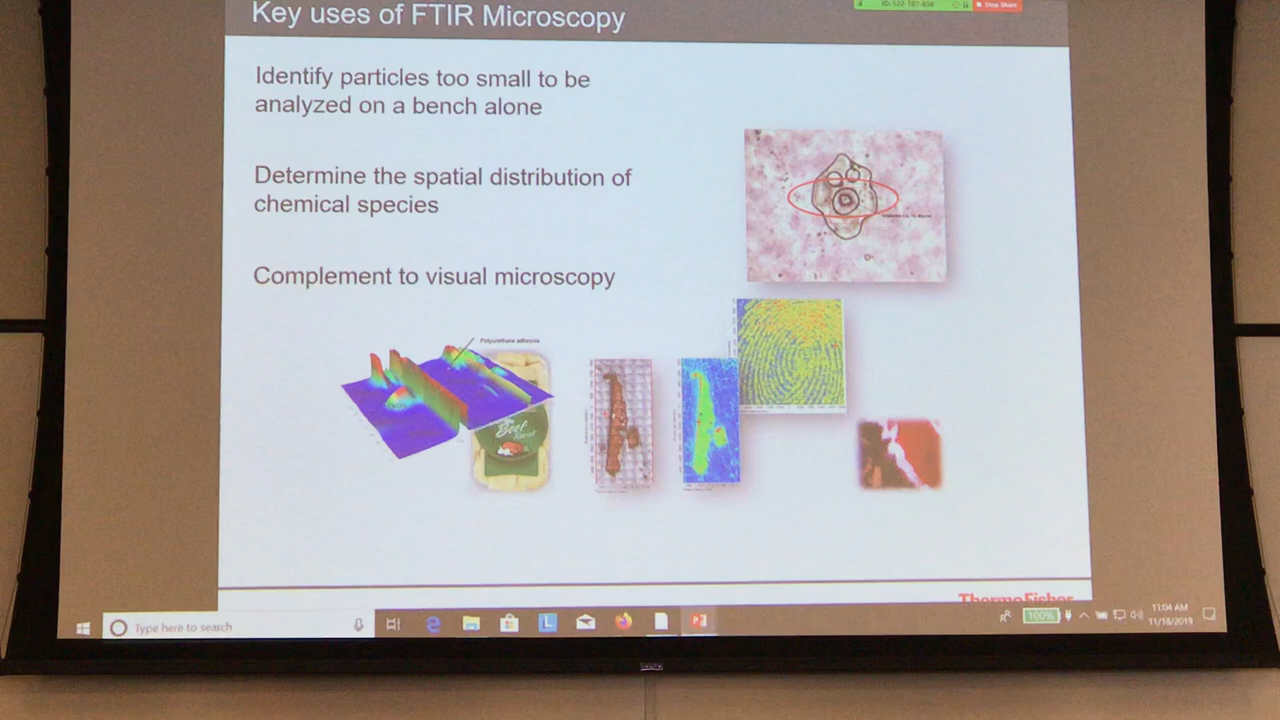 Key uses of FTIR Microscopy
Stop Share
Identify particles too small to be
analyzed on a bench alone
Determine the spatial distribution of
chemical species
Complement to visual microscopy
Polyurethane adhesive
Beef
ThermoFisher
Type here to search
100%
11:04 AM
11/18/2019